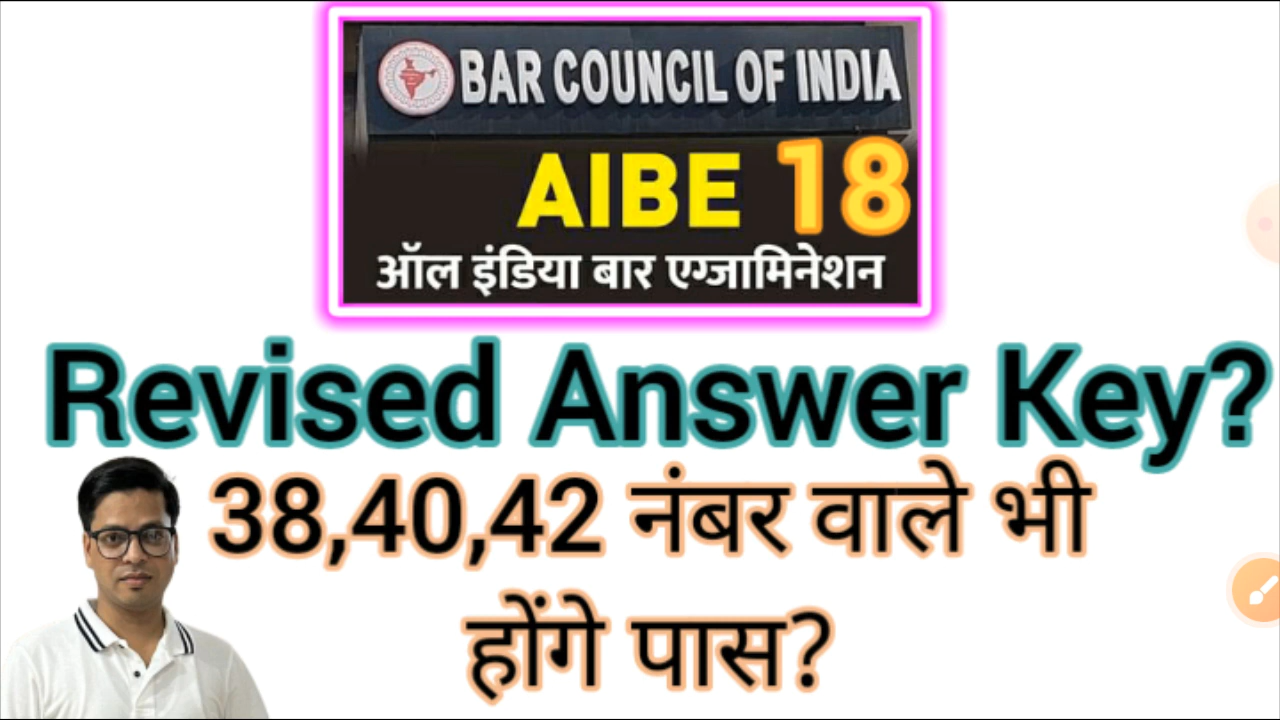 BAR COUNCIL OF INDIA
AIBE 18
ऑल इंडिया बार एग्जामिनेशन
Revised Answer Key?
38,40,42 नंबर वाले भी
होंगे पास?